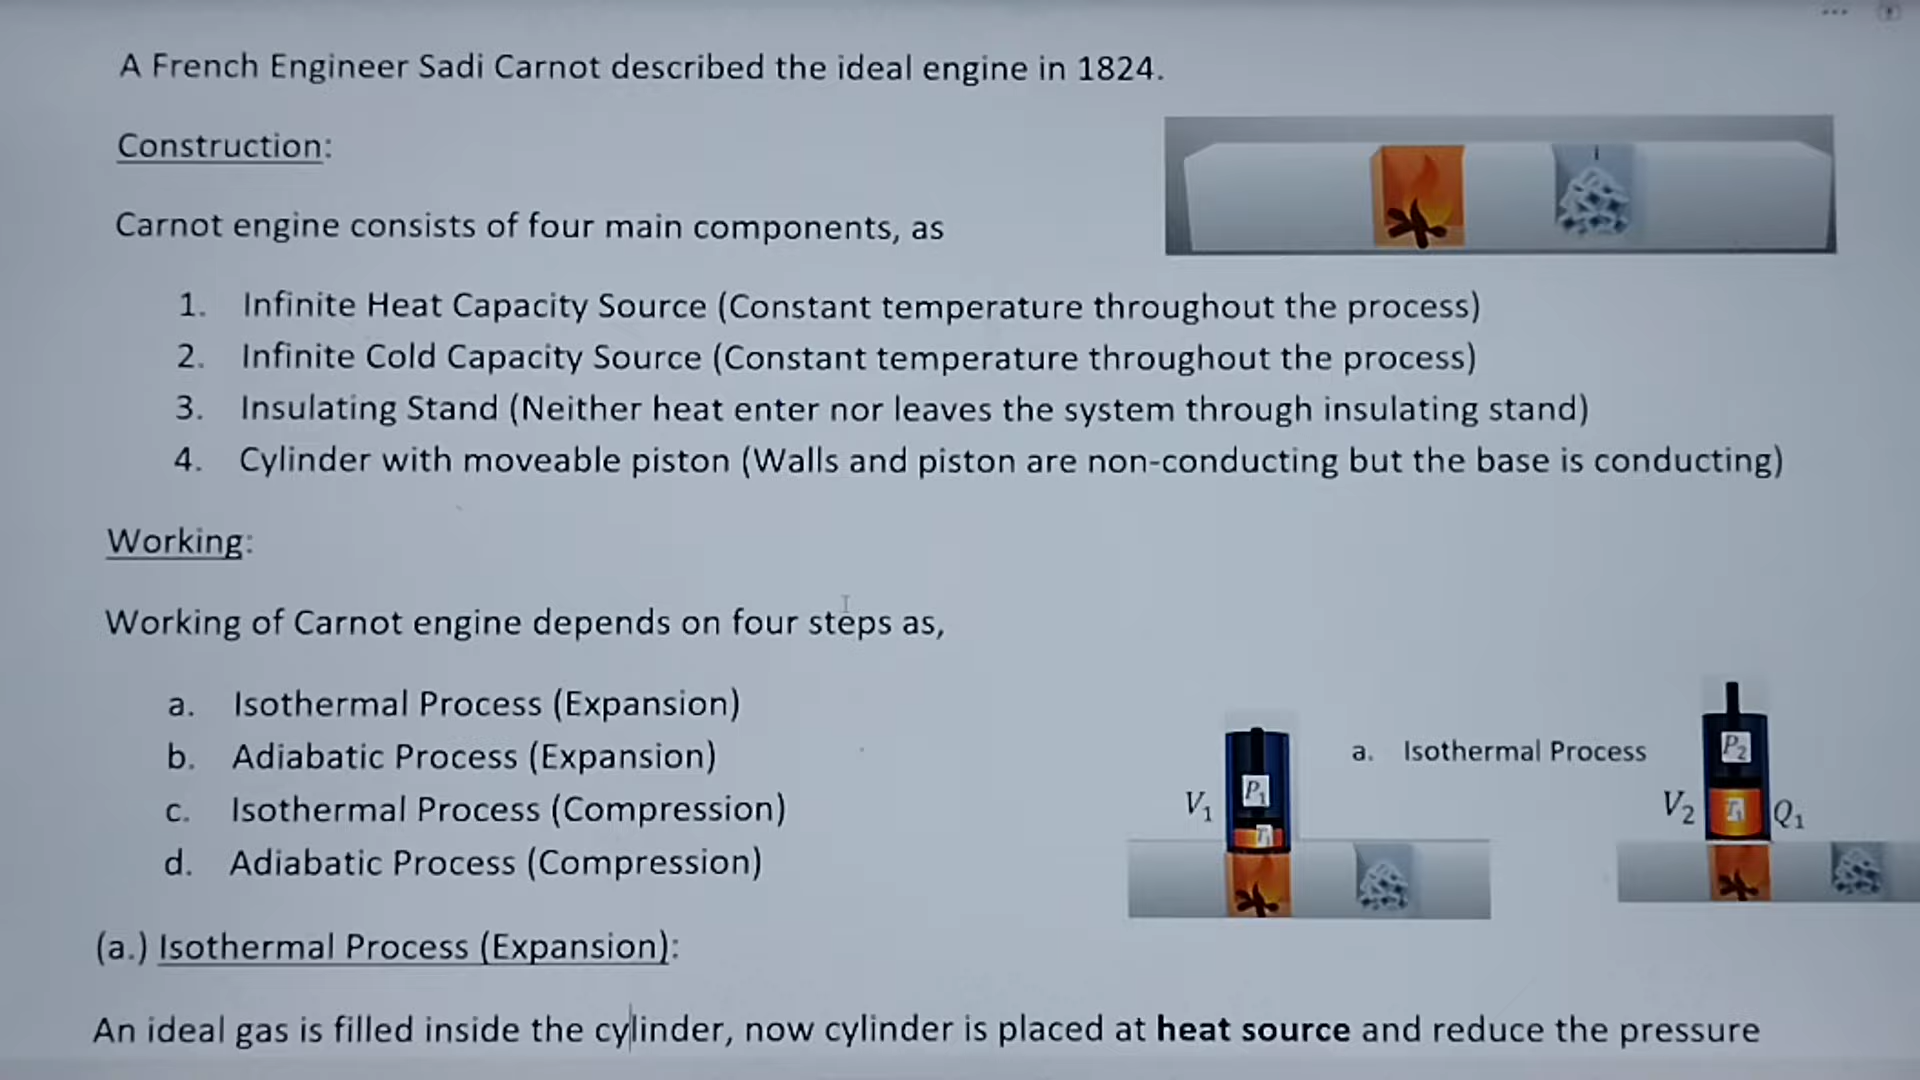 A French Engineer Sadi Carnot described the ideal engine in 1824.
Construction:
Carnot engine consists of four main components, as
1. Infinite Heat Capacity Source (Constant temperature throughout the process)
2. Infinite Cold Capacity Source (Constant temperature throughout the process)
3. Insulating Stand (Neither heat enter nor leaves the system through insulating stand)
4. Cylinder with moveable piston (Walls and piston are non-conducting but the base is conducting)
Working:
Working of Carnot engine depends on four steps as,
a. Isothermal Process (Expansion)
b. Adiabatic Process (Expansion)
c. Isothermal Process (Compression)
d. Adiabatic Process (Compression)
V₁
P₁
T₁
a. Isothermal Process
P₂
V₂
T₁
Q₁
(a.) Isothermal Process (Expansion):
An ideal gas is filled inside the cylinder, now cylinder is placed at heat source and reduce the pressure